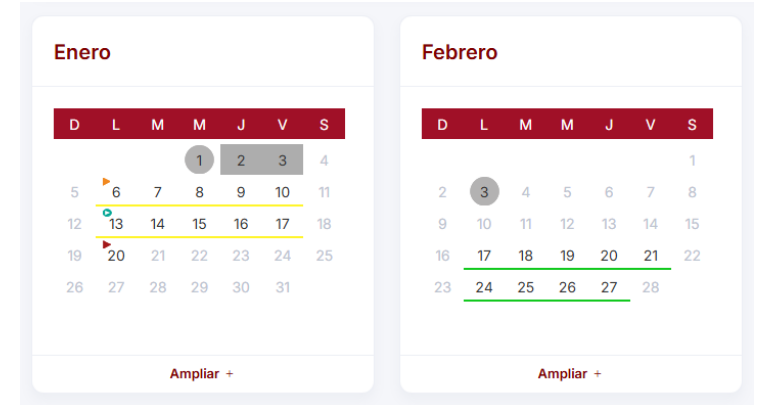 Enero
D L M M J V S
1 2 3 4
5 6 7 8 9 10 11
12 13 14 15 16 17 18
19 20 21 22 23 24 25
26 27 28 29 30 31
Ampliar +
Febrero
D L M M J V S
1
2 3 4 5 6 7 8
9 10 11 12 13 14 15
16 17 18 19 20 21 22
23 24 25 26 27 28
Ampliar +